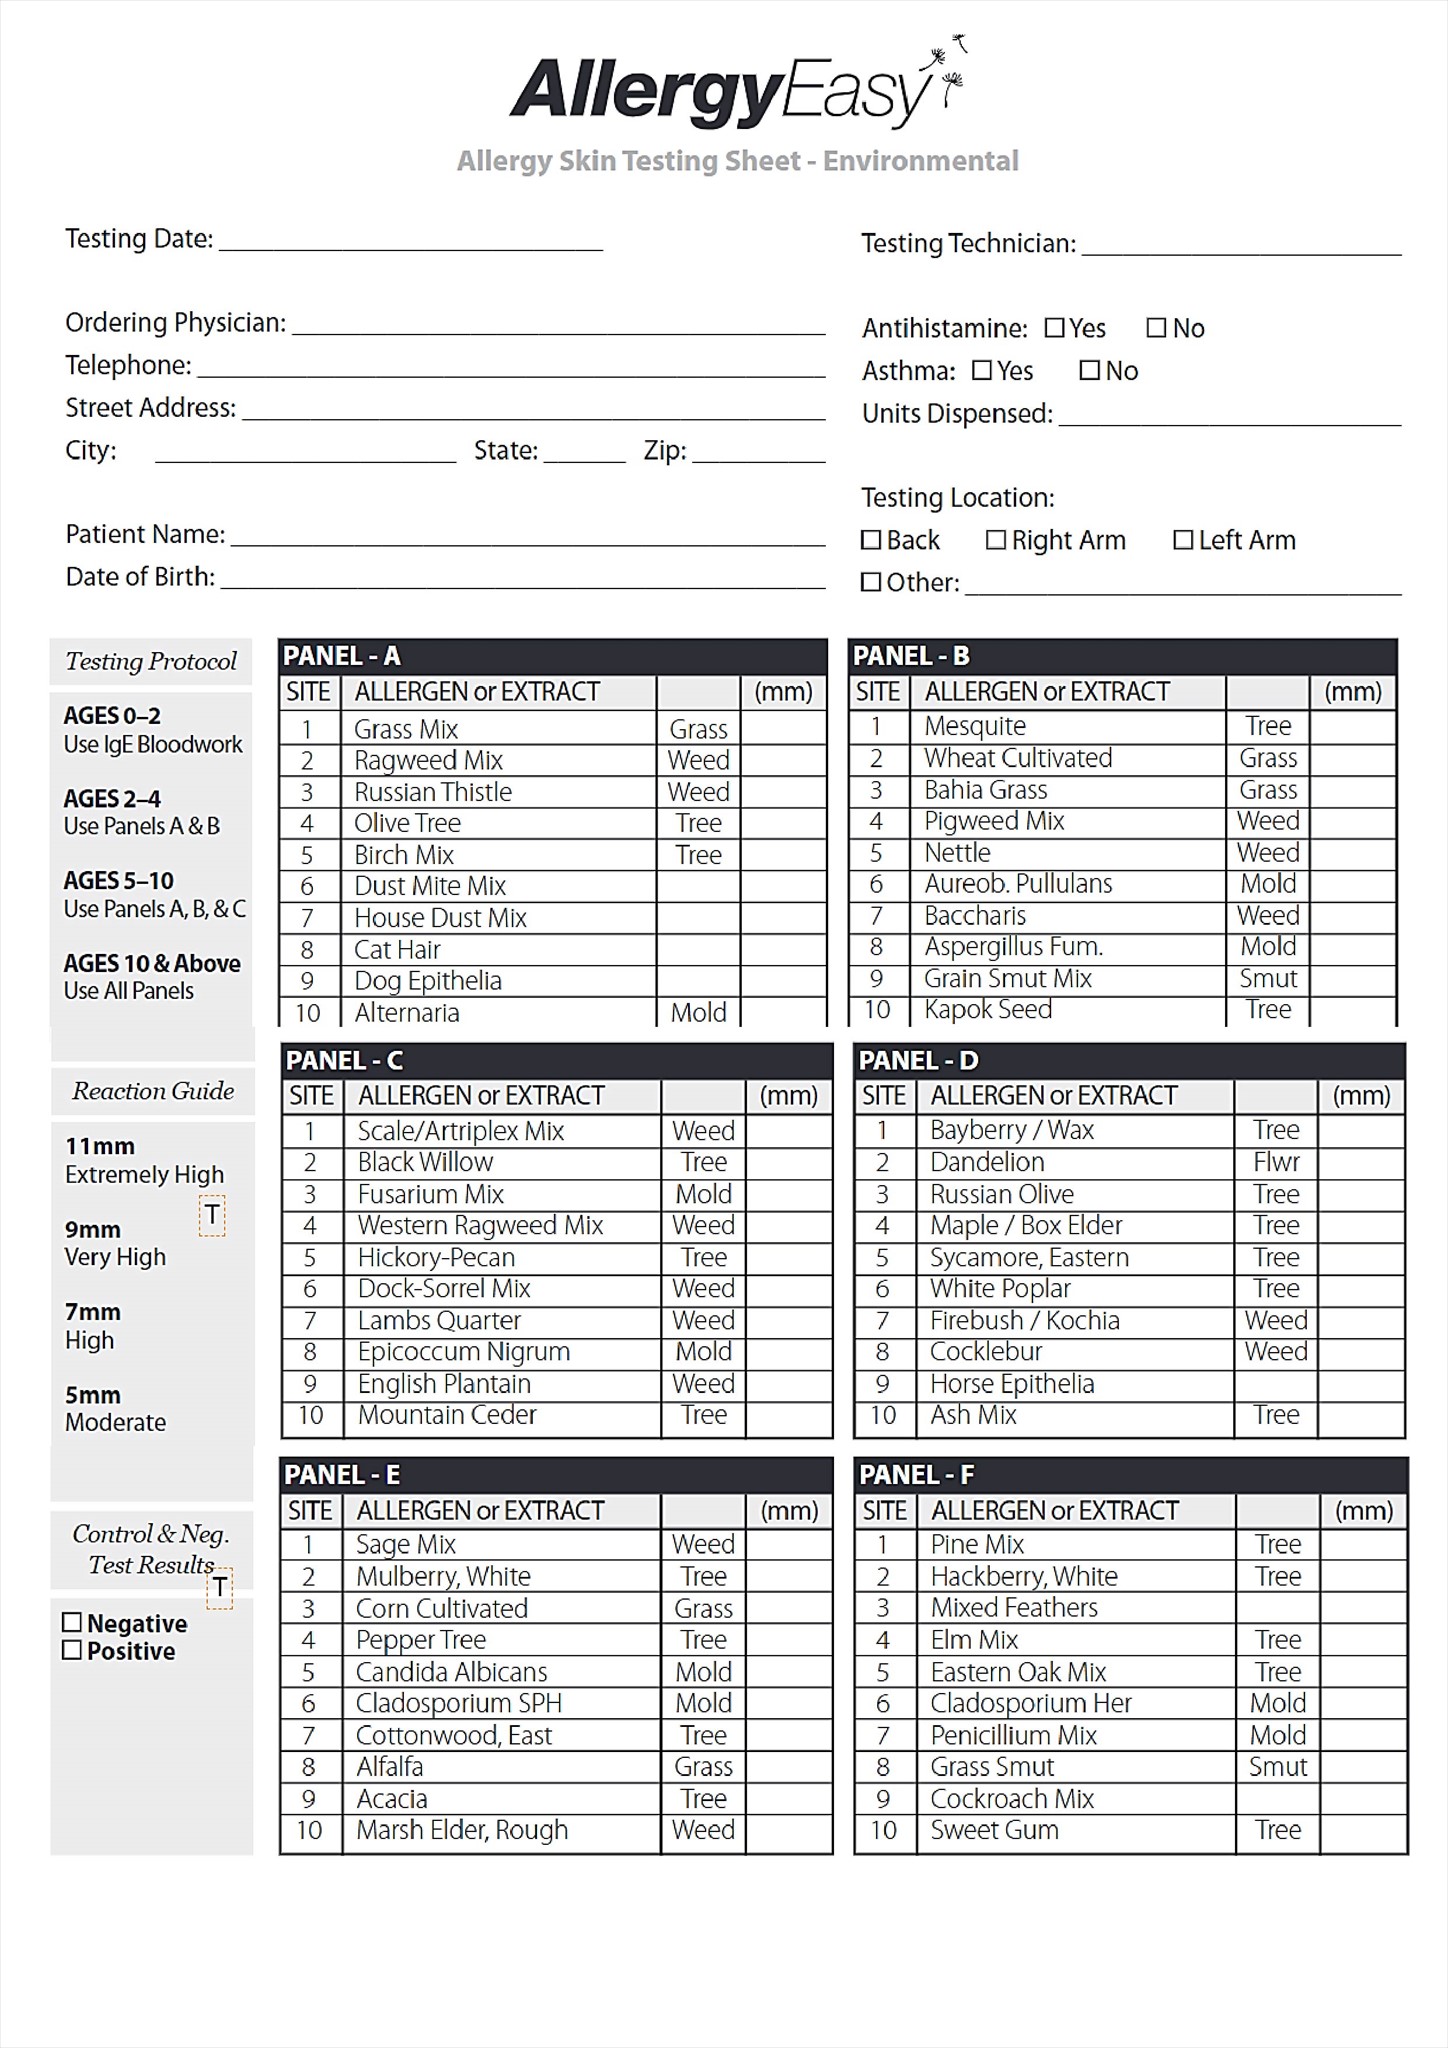 AllergyEasy
Allergy Skin Testing Sheet - Environmental
Testing Date:
Testing Technician:
Ordering Physician:
Antihistamine: Yes No
Telephone:
Asthma: Yes No
Street Address:
Units Dispensed:
City: State: Zip:
Testing Location:
Patient Name:
Back Right Arm Left Arm
Date of Birth:
Other:
Testing Protocol
AGES 0–2
Use IgE Bloodwork
AGES 2–4
Use Panels A & B
AGES 5–10
Use Panels A, B, & C
AGES 10 & Above
Use All Panels
Reaction Guide
11mm
Extremely High
T
9mm
Very High
7mm
High
5mm
Moderate
Control & Neg.
Test Results
T
Negative
Positive
PANEL - A
SITE ALLERGEN or EXTRACT (mm)
1 Grass Mix Grass
2 Ragweed Mix Weed
3 Russian Thistle Weed
4 Olive Tree Tree
5 Birch Mix Tree
6 Dust Mite Mix
7 House Dust Mix
8 Cat Hair
9 Dog Epithelia
10 Alternaria Mold
PANEL - B
SITE ALLERGEN or EXTRACT (mm)
1 Mesquite Tree
2 Wheat Cultivated Grass
3 Bahia Grass Grass
4 Pigweed Mix Weed
5 Nettle Weed
6 Aureob. Pullulans Mold
7 Baccharis Weed
8 Aspergillus Fum. Mold
9 Grain Smut Mix Smut
10 Kapok Seed Tree
PANEL - C
SITE ALLERGEN or EXTRACT (mm)
1 Scale/Artriplex Mix Weed
2 Black Willow Tree
3 Fusarium Mix Mold
4 Western Ragweed Mix Weed
5 Hickory-Pecan Tree
6 Dock-Sorrel Mix Weed
7 Lambs Quarter Weed
8 Epicoccum Nigrum Mold
9 English Plantain Weed
10 Mountain Ceder Tree
PANEL - D
SITE ALLERGEN or EXTRACT (mm)
1 Bayberry / Wax Tree
2 Dandelion Flwr
3 Russian Olive Tree
4 Maple / Box Elder Tree
5 Sycamore, Eastern Tree
6 White Poplar Tree
7 Firebush / Kochia Weed
8 Cocklebur Weed
9 Horse Epithelia
10 Ash Mix Tree
PANEL - E
SITE ALLERGEN or EXTRACT (mm)
1 Sage Mix Weed
2 Mulberry, White Tree
3 Corn Cultivated Grass
4 Pepper Tree Tree
5 Candida Albicans Mold
6 Cladosporium SPH Mold
7 Cottonwood, East Tree
8 Alfalfa Grass
9 Acacia Tree
10 Marsh Elder, Rough Weed
PANEL - F
SITE ALLERGEN or EXTRACT (mm)
1 Pine Mix Tree
2 Hackberry, White Tree
3 Mixed Feathers
4 Elm Mix Tree
5 Eastern Oak Mix Tree
6 Cladosporium Her Mold
7 Penicillium Mix Mold
8 Grass Smut Smut
9 Cockroach Mix
10 Sweet Gum Tree